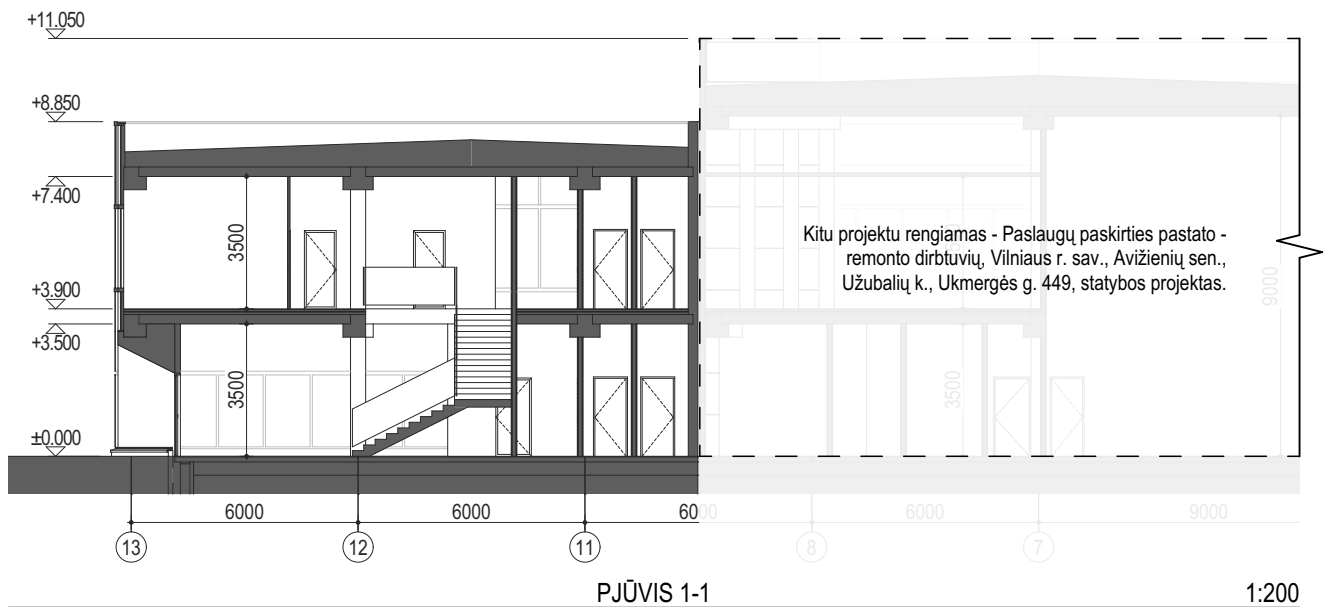 +11.050
+8.850
+7.400
+3.900
+3.500
±0.000
3500
3500
Kitu projektu rengiamas - Paslaugų paskirties pastato -
remonto dirbtuvių, Vilniaus r. sav., Avižienių sen.,
Užubalių k., Ukmergės g. 449, statybos projektas.
3500
3500
9000
6000 6000 6000 6000 9000
13 12 11 8 7
PJŪVIS 1-1 1:200